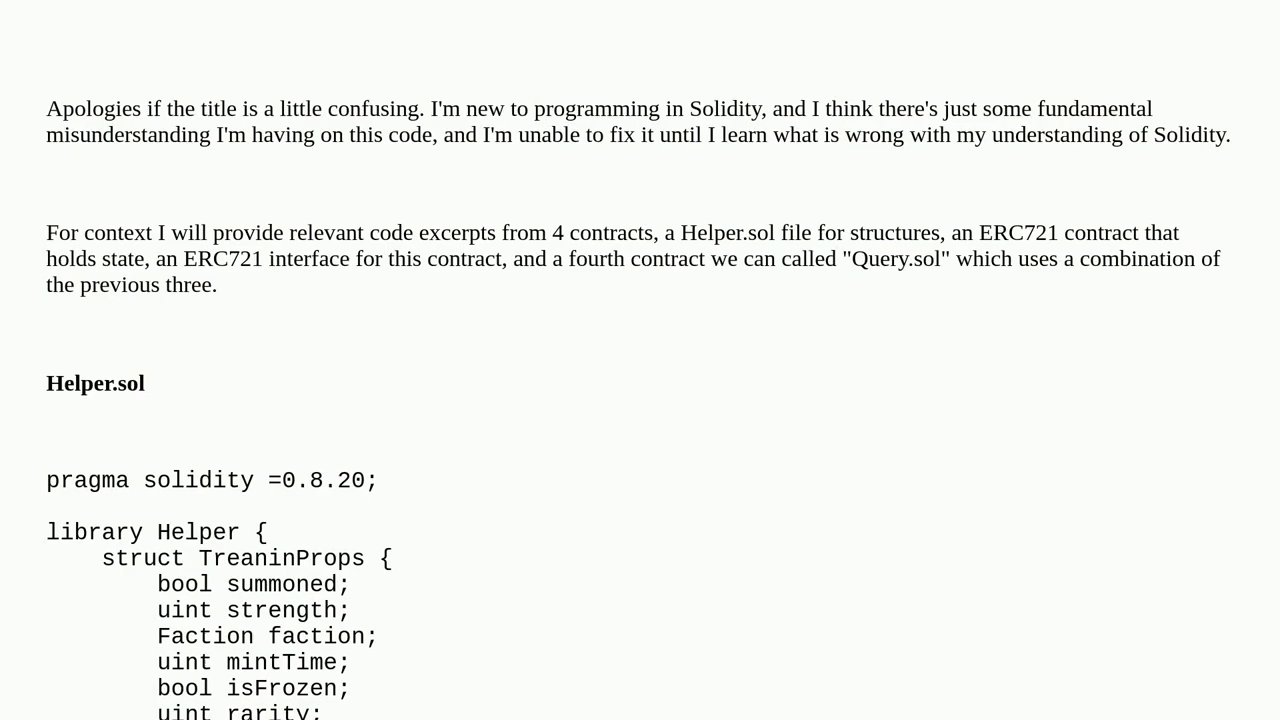 Apologies if the title is a little confusing. I'm new to programming in Solidity, and I think there's just some fundamental
misunderstanding I'm having on this code, and I'm unable to fix it until I learn what is wrong with my understanding of Solidity.
For context I will provide relevant code excerpts from 4 contracts, a Helper.sol file for structures, an ERC721 contract that
holds state, an ERC721 interface for this contract, and a fourth contract we can called "Query.sol" which uses a combination of
the previous three.
Helper.sol
pragma solidity =0.8.20;
library Helper {
    struct TreaninProps {
        bool summoned;
        uint strength;
        Faction faction;
        uint mintTime;
        bool isFrozen;
        uint rarity;